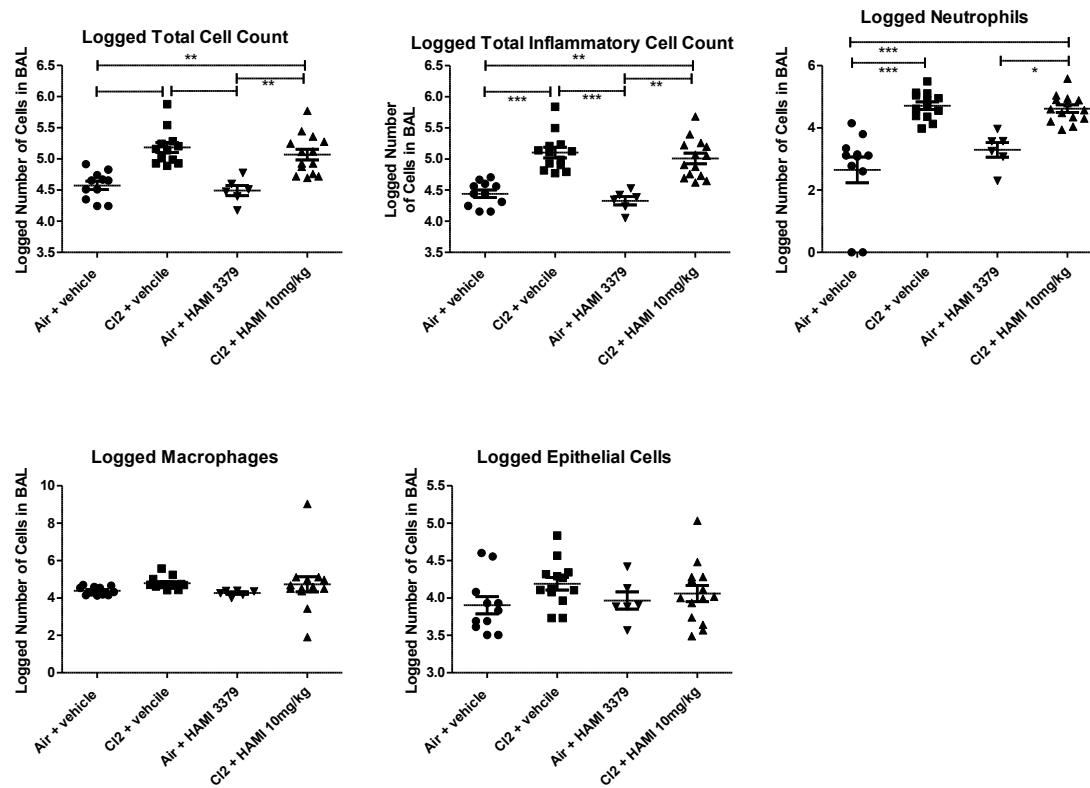 Logged Total Cell Count
**
**
6.5
6.0
5.5
5.0
4.5
4.0
3.5
Logged Number of Cells in BAL
Air + vehicle
Cl2 + vehcile
Air + HAMI 3379
Cl2 + HAMI 10mg/kg
Logged Total Inflammatory Cell Count
**
***
***
**
6.5
6.0
5.5
5.0
4.5
4.0
3.5
Logged Number
of Cells in BAL
Air + vehicle
Cl2 + vehcile
Air + HAMI 3379
Cl2 + HAMI 10mg/kg
Logged Neutrophils
***
***
*
6
4
2
0
Logged Number of Cells in BAL
Air + vehicle
Cl2 + vehcile
Air + HAMI 3379
Cl2 + HAMI 10mg/kg
Logged Macrophages
10
8
6
4
2
0
Logged Number of Cells in BAL
Air + vehicle
Cl2 + vehcile
Air + HAMI 3379
Cl2 + HAMI 10mg/kg
Logged Epithelial Cells
5.5
5.0
4.5
4.0
3.5
3.0
Logged Number of Cells in BAL
Air + vehicle
Cl2 + vehcile
Air + HAMI 3379
Cl2 + HAMI 10mg/kg